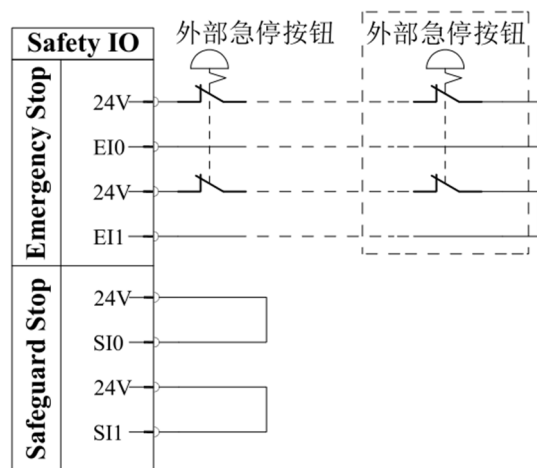 外部急停按钮 外部急停按钮
Safety IO
Emergency Stop
24V
EI0
24V
EI1
Safeguard Stop
24V
SI0
24V
SI1